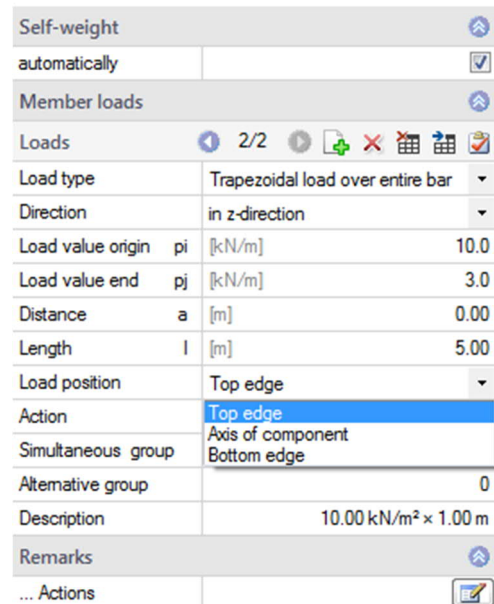 Self-weight
automatically
Member loads
Loads 2/2
Load type Trapezoidal load over entire bar
Direction in z-direction
Load value origin pi [kN/m] 10.0
Load value end pj [kN/m] 3.0
Distance a [m] 0.00
Length l [m] 5.00
Load position Top edge
Action Top edge
Axis of component
Simultaneous group Bottom edge
Alternative group 0
Description 10.00 kN/m² × 1.00 m
Remarks
... Actions